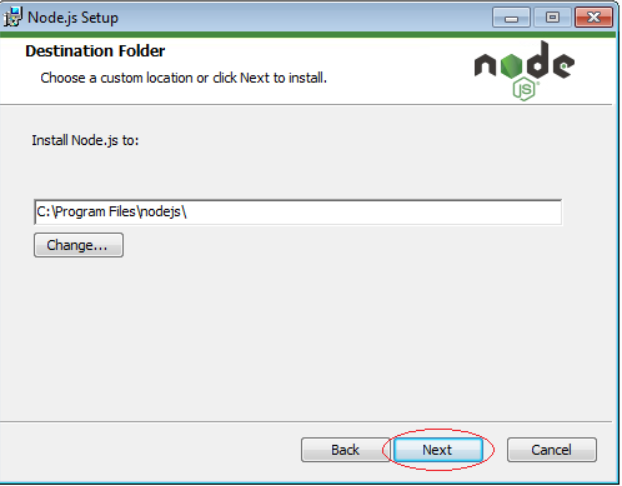 Node.js Setup
Destination Folder
Choose a custom location or click Next to install.
node
JS
Install Node.js to:
C:\Program Files\nodejs\
Change...
Back Next Cancel